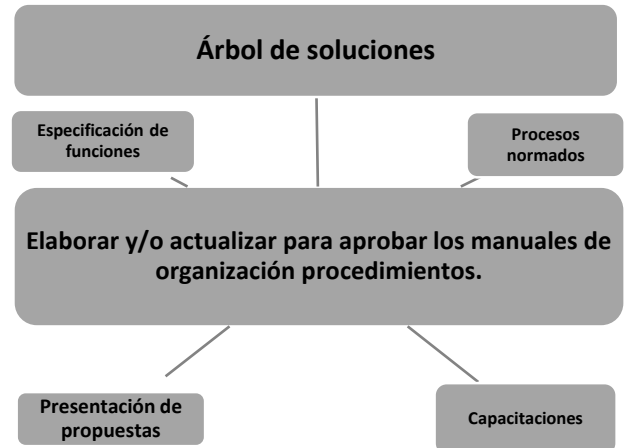 Árbol de soluciones
Especificación de
funciones
Procesos
normados
Elaborar y/o actualizar para aprobar los manuales de
organización procedimientos.
Presentación de
propuestas
Capacitaciones